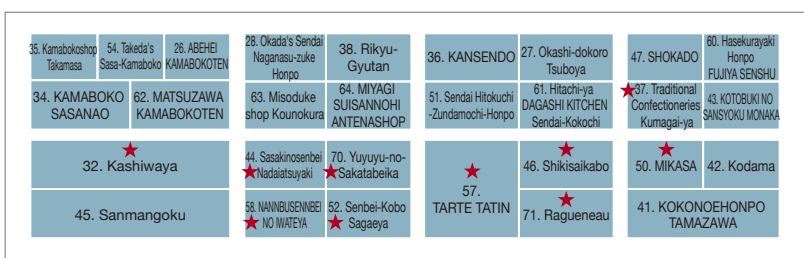 35. Kamabokoshop
Takamasa
54. Takeda's
Sasa-Kamaboko
26. ABEHEI
KAMABOKOTEN
34. KAMABOKO
SASANAO
62. MATSUZAWA
KAMABOKOTEN
32. Kashiwaya
45. Sanmangoku
28. Okada's Sendai
Naganasu-zuke
Honpo
38. Rikyu-
Gyutan
63. Misoduke
shop Kounokura
64. MIYAGI
SUISANNOHI
ANTENASHOP
44. Sasakinosenbei
Nadaiatsuyaki
70. Yuyuyu-no-
Sakatabeika
58. NANNBUSENNBEI
NO IWATEYA
52. Senbei-Kobo
Sagaeya
36. KANSENDO
27. Okashi-dokoro
Tsuboya
51. Sendai Hitokuchi
-Zundamochi-Honpo
61. Hitachi-ya
DAGASHI KITCHEN
Sendai-Kokochi
57.
TARTE TATIN
46. Shikisaikabo
71. Ragueneau
47. SHOKADO
60. Hasekurayaki
Honpo
FUJIYA SENSHU
37. Traditional
Confectioneries
Kumagai-ya
43. KOTOBUKI NO
SANSYOKU MONAKA
50. MIKASA
42. Kodama
41. KOKONOEHONPO
TAMAZAWA